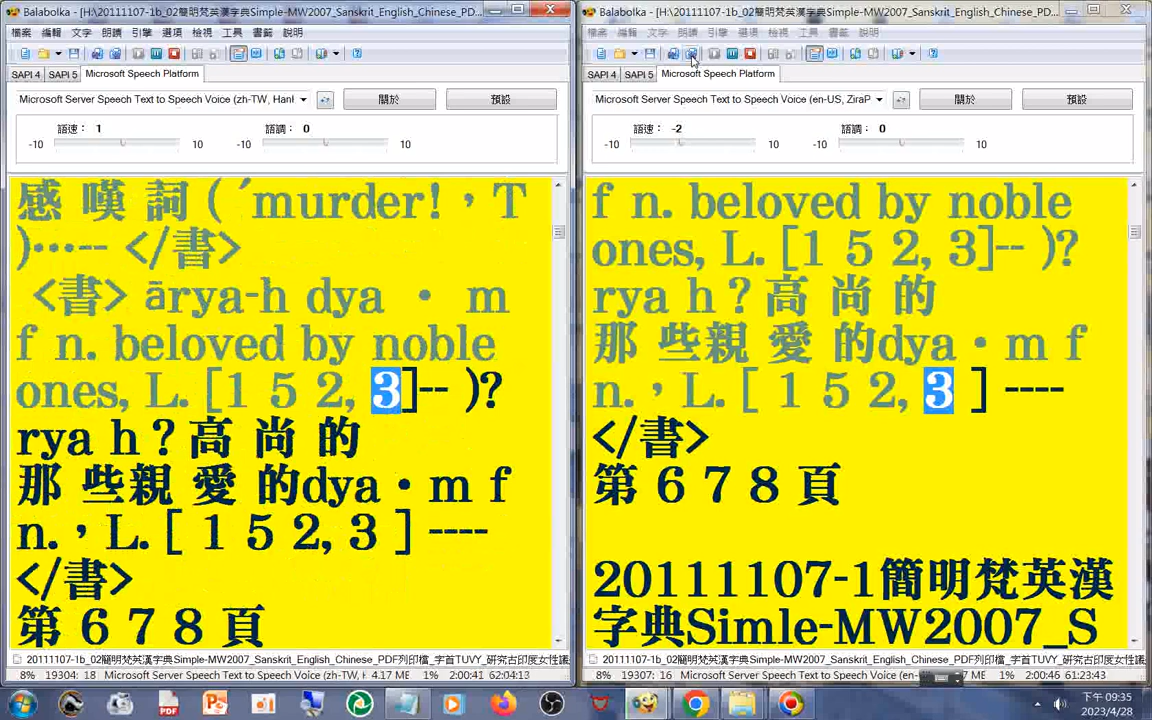 Balabolka - [H:\20111107-1b_02簡明梵英漢字典Simple-MW2007_Sanskrit_English_Chinese_PD...
檔案 編輯 文字 朗讀 引擎 選項 檢視 工具 書籤 說明
SAPI 4 SAPI 5 Microsoft Speech Platform
Microsoft Server Speech Text to Speech Voice (zh-TW, HanH
關於
預設
語速： 1
語調： 0
-10 10 -10 10
感 嘆 詞 ( ´murder!，T
)…-- </書>
<書> ārya-h dya • m
f n. beloved by noble
ones, L. [1 5 2, 3]-- )?
rya h？高 尚 的
那 些親 愛 的dya•m f
n.，L. [ 1 5 2, 3 ] ----
</書>
第 6 7 8 頁
20111107-1b_02簡明梵英漢字典Simple-MW2007_Sanskrit_English_Chinese_PDF列印檔_字首TUVY_研究古印度女性議
8% 19304: 18 Microsoft Server Speech Text to Speech Voice (zh-TW, H 4.17 ME 1% 2:00:41 62:04:13
Balabolka - [H:\20111107-1b_02簡明梵英漢字典Simple-MW2007_Sanskrit_English_Chinese_PDF...
檔案 編輯 文字 朗讀 引擎 選項 檢視 工具 書籤 說明
SAPI 4 SAPI 5 Microsoft Speech Platform
Microsoft Server Speech Text to Speech Voice (en-US, ZiraP
關於
預設
語速： -2
語調： 0
-10 10 -10 10
f n. beloved by noble
ones, L. [1 5 2, 3]-- )?
rya h？高 尚 的
那 些親 愛 的dya•m f
n.，L. [ 1 5 2, 3 ] ----
</書>
第 6 7 8 頁
20111107-1簡明梵英漢
字典Simle-MW2007_S
20111107-1b_02簡明梵英漢字典Simple-MW2007_Sanskrit_English_Chinese_PDF列印檔_字首TUVY_研究古印度女性議
8% 19307: 16 Microsoft Server Speech Text to Speech Voice (en-us 4.17 ME 1% 2:00:46 61:23:43
下午 09:35
2023/4/28